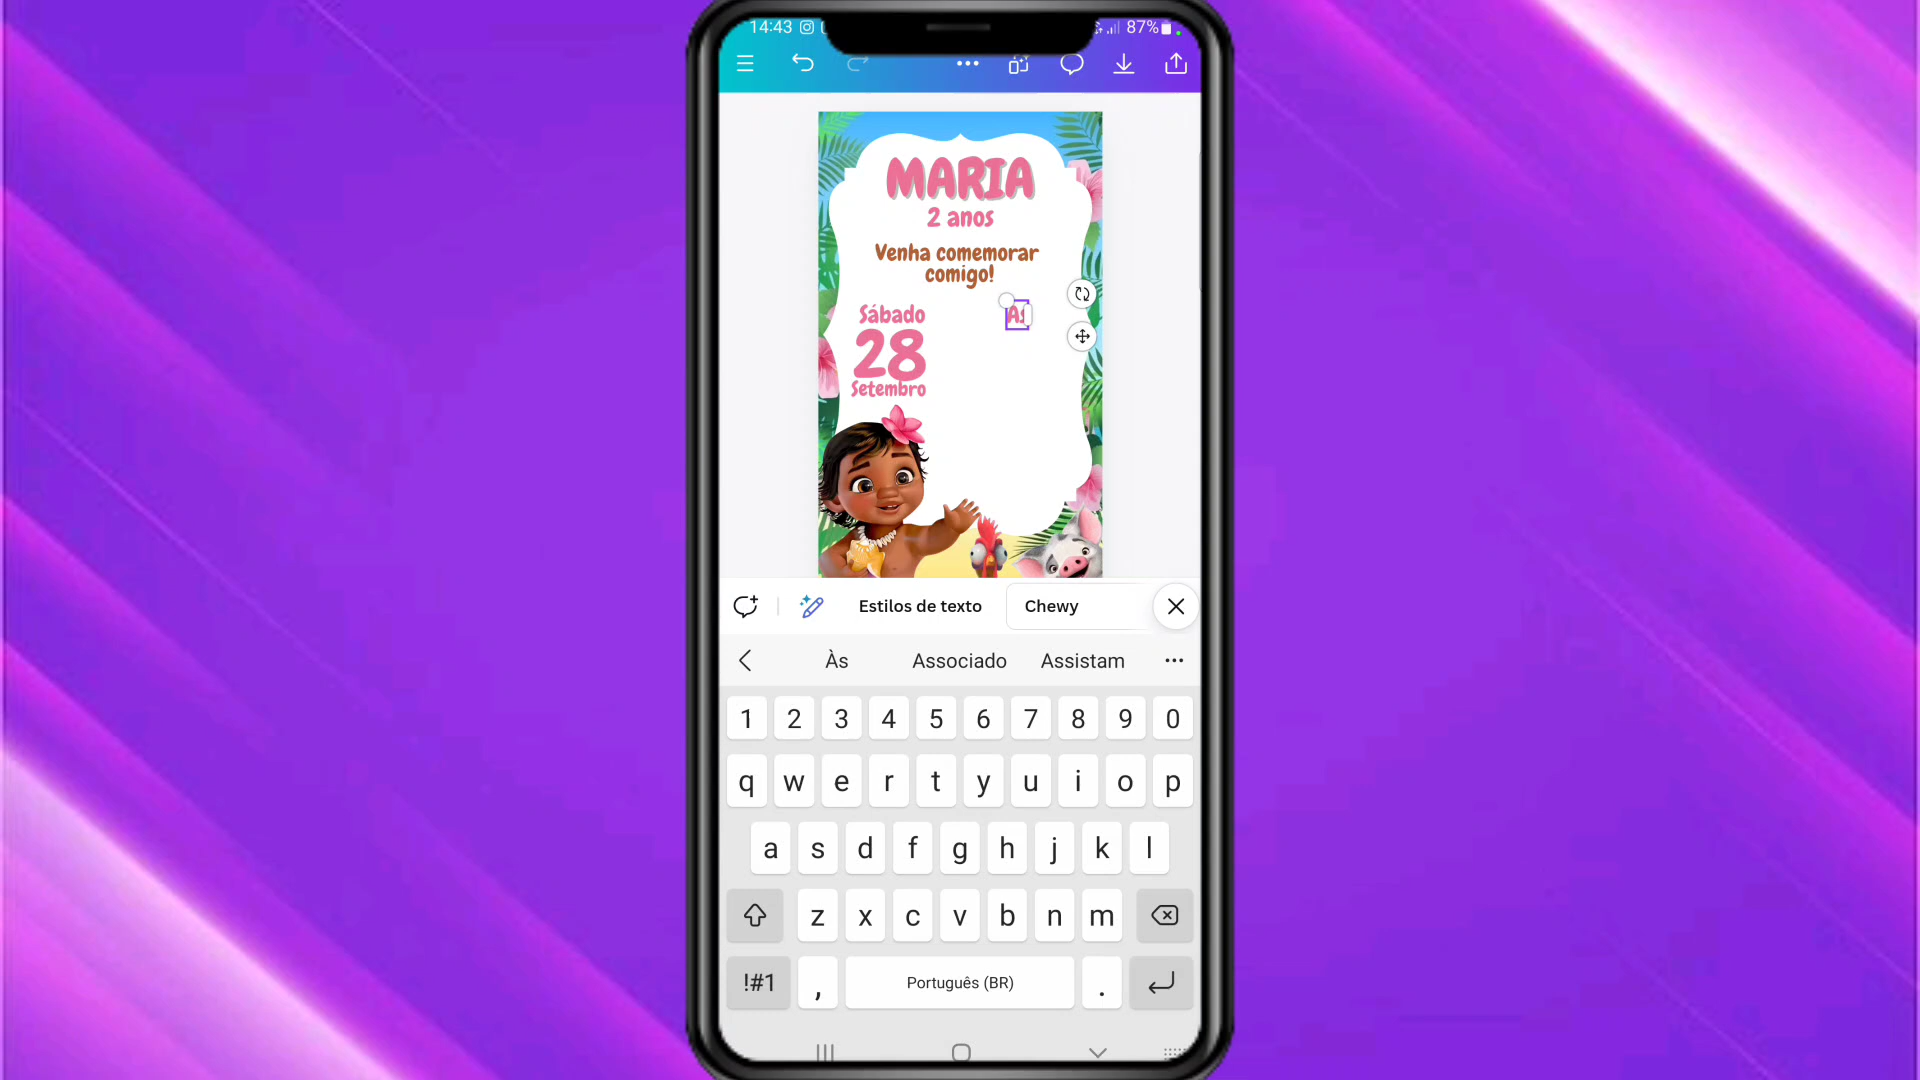 14:43
87%
MARIA
2 anos
Venha comemorar
comigo!
Sábado
28
Setembro
As
Estilos de texto
Chewy
Às
Associado
Assistam
1 2 3 4 5 6 7 8 9 0
q w e r t y u i o p
a s d f g h j k l
z x c v b n m
!#1 , Português (BR) .